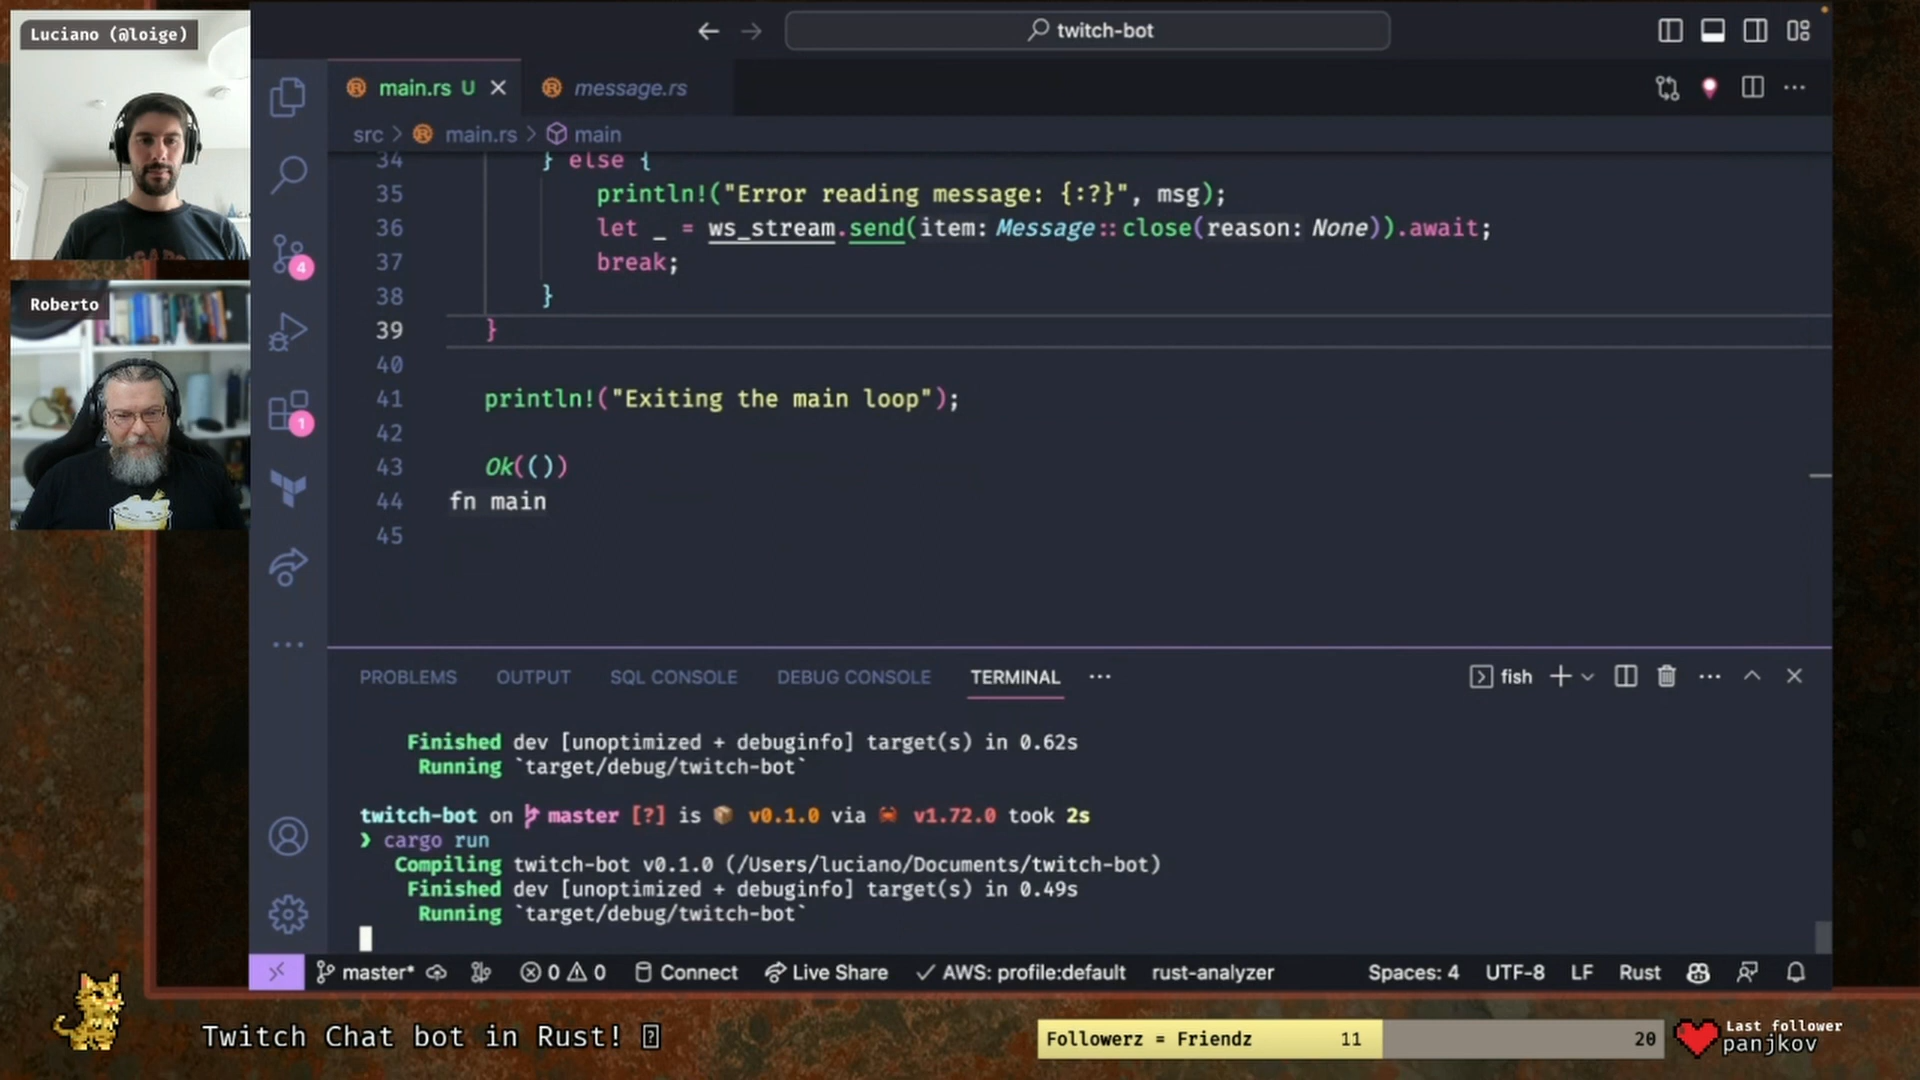 Luciano (@loige)
Roberto
twitch-bot
main.rs U
message.rs
src > main.rs > main
34 } else {
35 println!("Error reading message: {:?}", msg);
36 let _ = ws_stream.send(item: Message::close(reason: None)).await;
37 break;
38 }
39 }
40
41 println!("Exiting the main loop");
42
43 Ok(())
44 fn main
45
4
1
PROBLEMS OUTPUT SQL CONSOLE DEBUG CONSOLE TERMINAL ...
fish
Finished dev [unoptimized + debuginfo] target(s) in 0.62s
Running `target/debug/twitch-bot`
twitch-bot on master [?] is v0.1.0 via v1.72.0 took 2s
❯ cargo run
Compiling twitch-bot v0.1.0 (/Users/luciano/Documents/twitch-bot)
Finished dev [unoptimized + debuginfo] target(s) in 0.49s
Running `target/debug/twitch-bot`
master* 0 0 Connect Live Share AWS: profile:default rust-analyzer Spaces: 4 UTF-8 LF Rust
Twitch Chat bot in Rust!
Followerz = Friendz 11 20
Last follower
panjkov